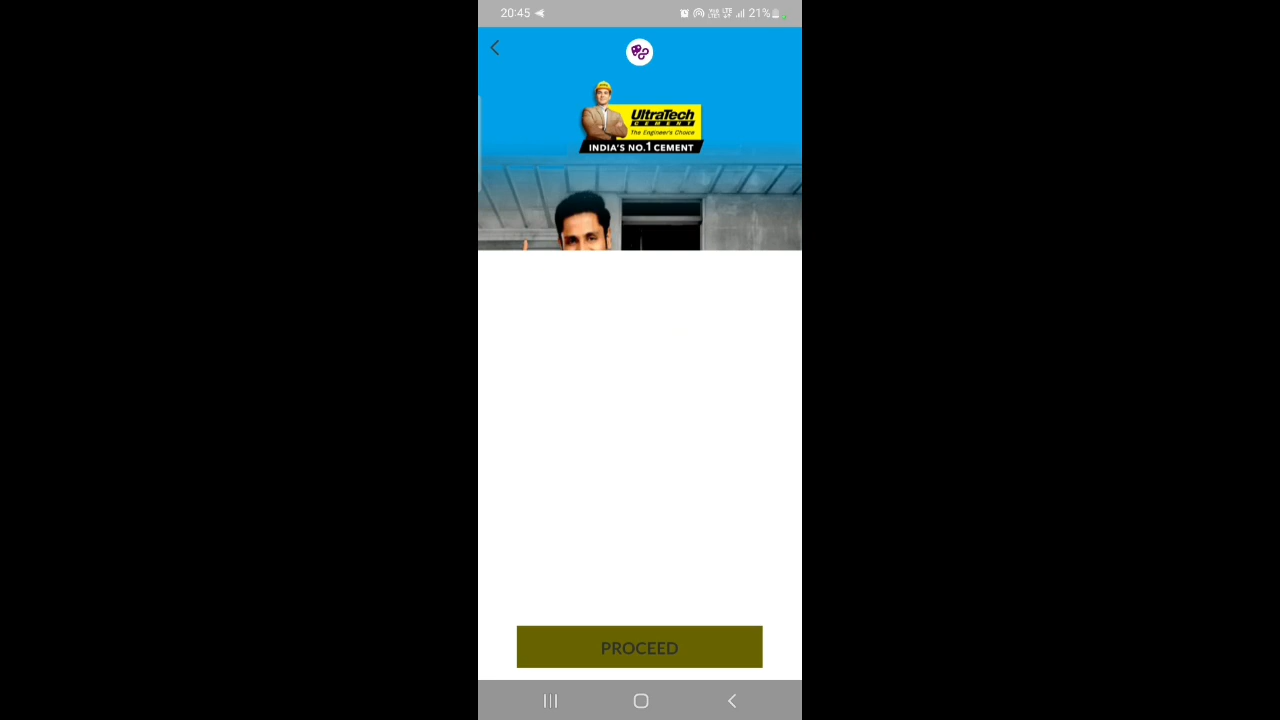 20:45
21%
UltraTech
CEMENT
The Engineer's Choice
INDIA'S NO.1 CEMENT
PROCEED